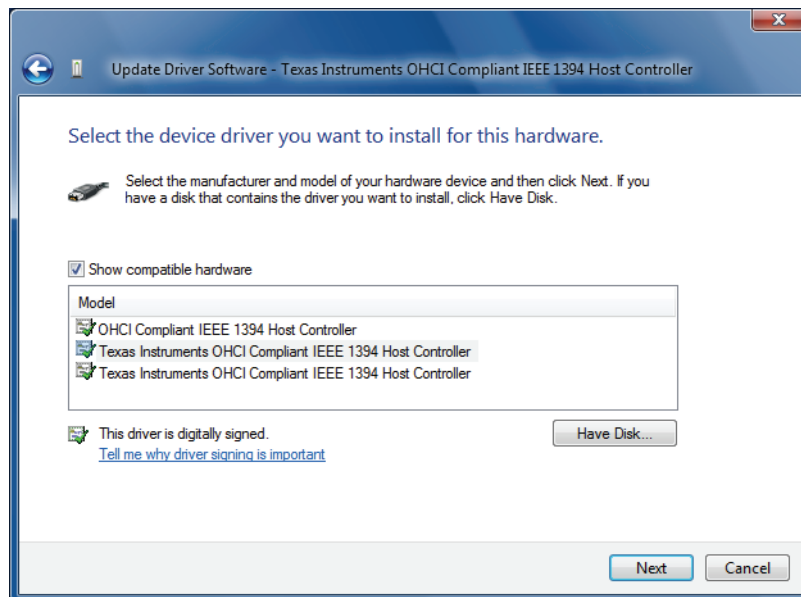 Update Driver Software - Texas Instruments OHCI Compliant IEEE 1394 Host Controller
Select the device driver you want to install for this hardware.
Select the manufacturer and model of your hardware device and then click Next. If you
have a disk that contains the driver you want to install, click Have Disk.
Show compatible hardware
Model
OHCI Compliant IEEE 1394 Host Controller
Texas Instruments OHCI Compliant IEEE 1394 Host Controller
Texas Instruments OHCI Compliant IEEE 1394 Host Controller
This driver is digitally signed.
Have Disk...
Tell me why driver signing is important
Next
Cancel